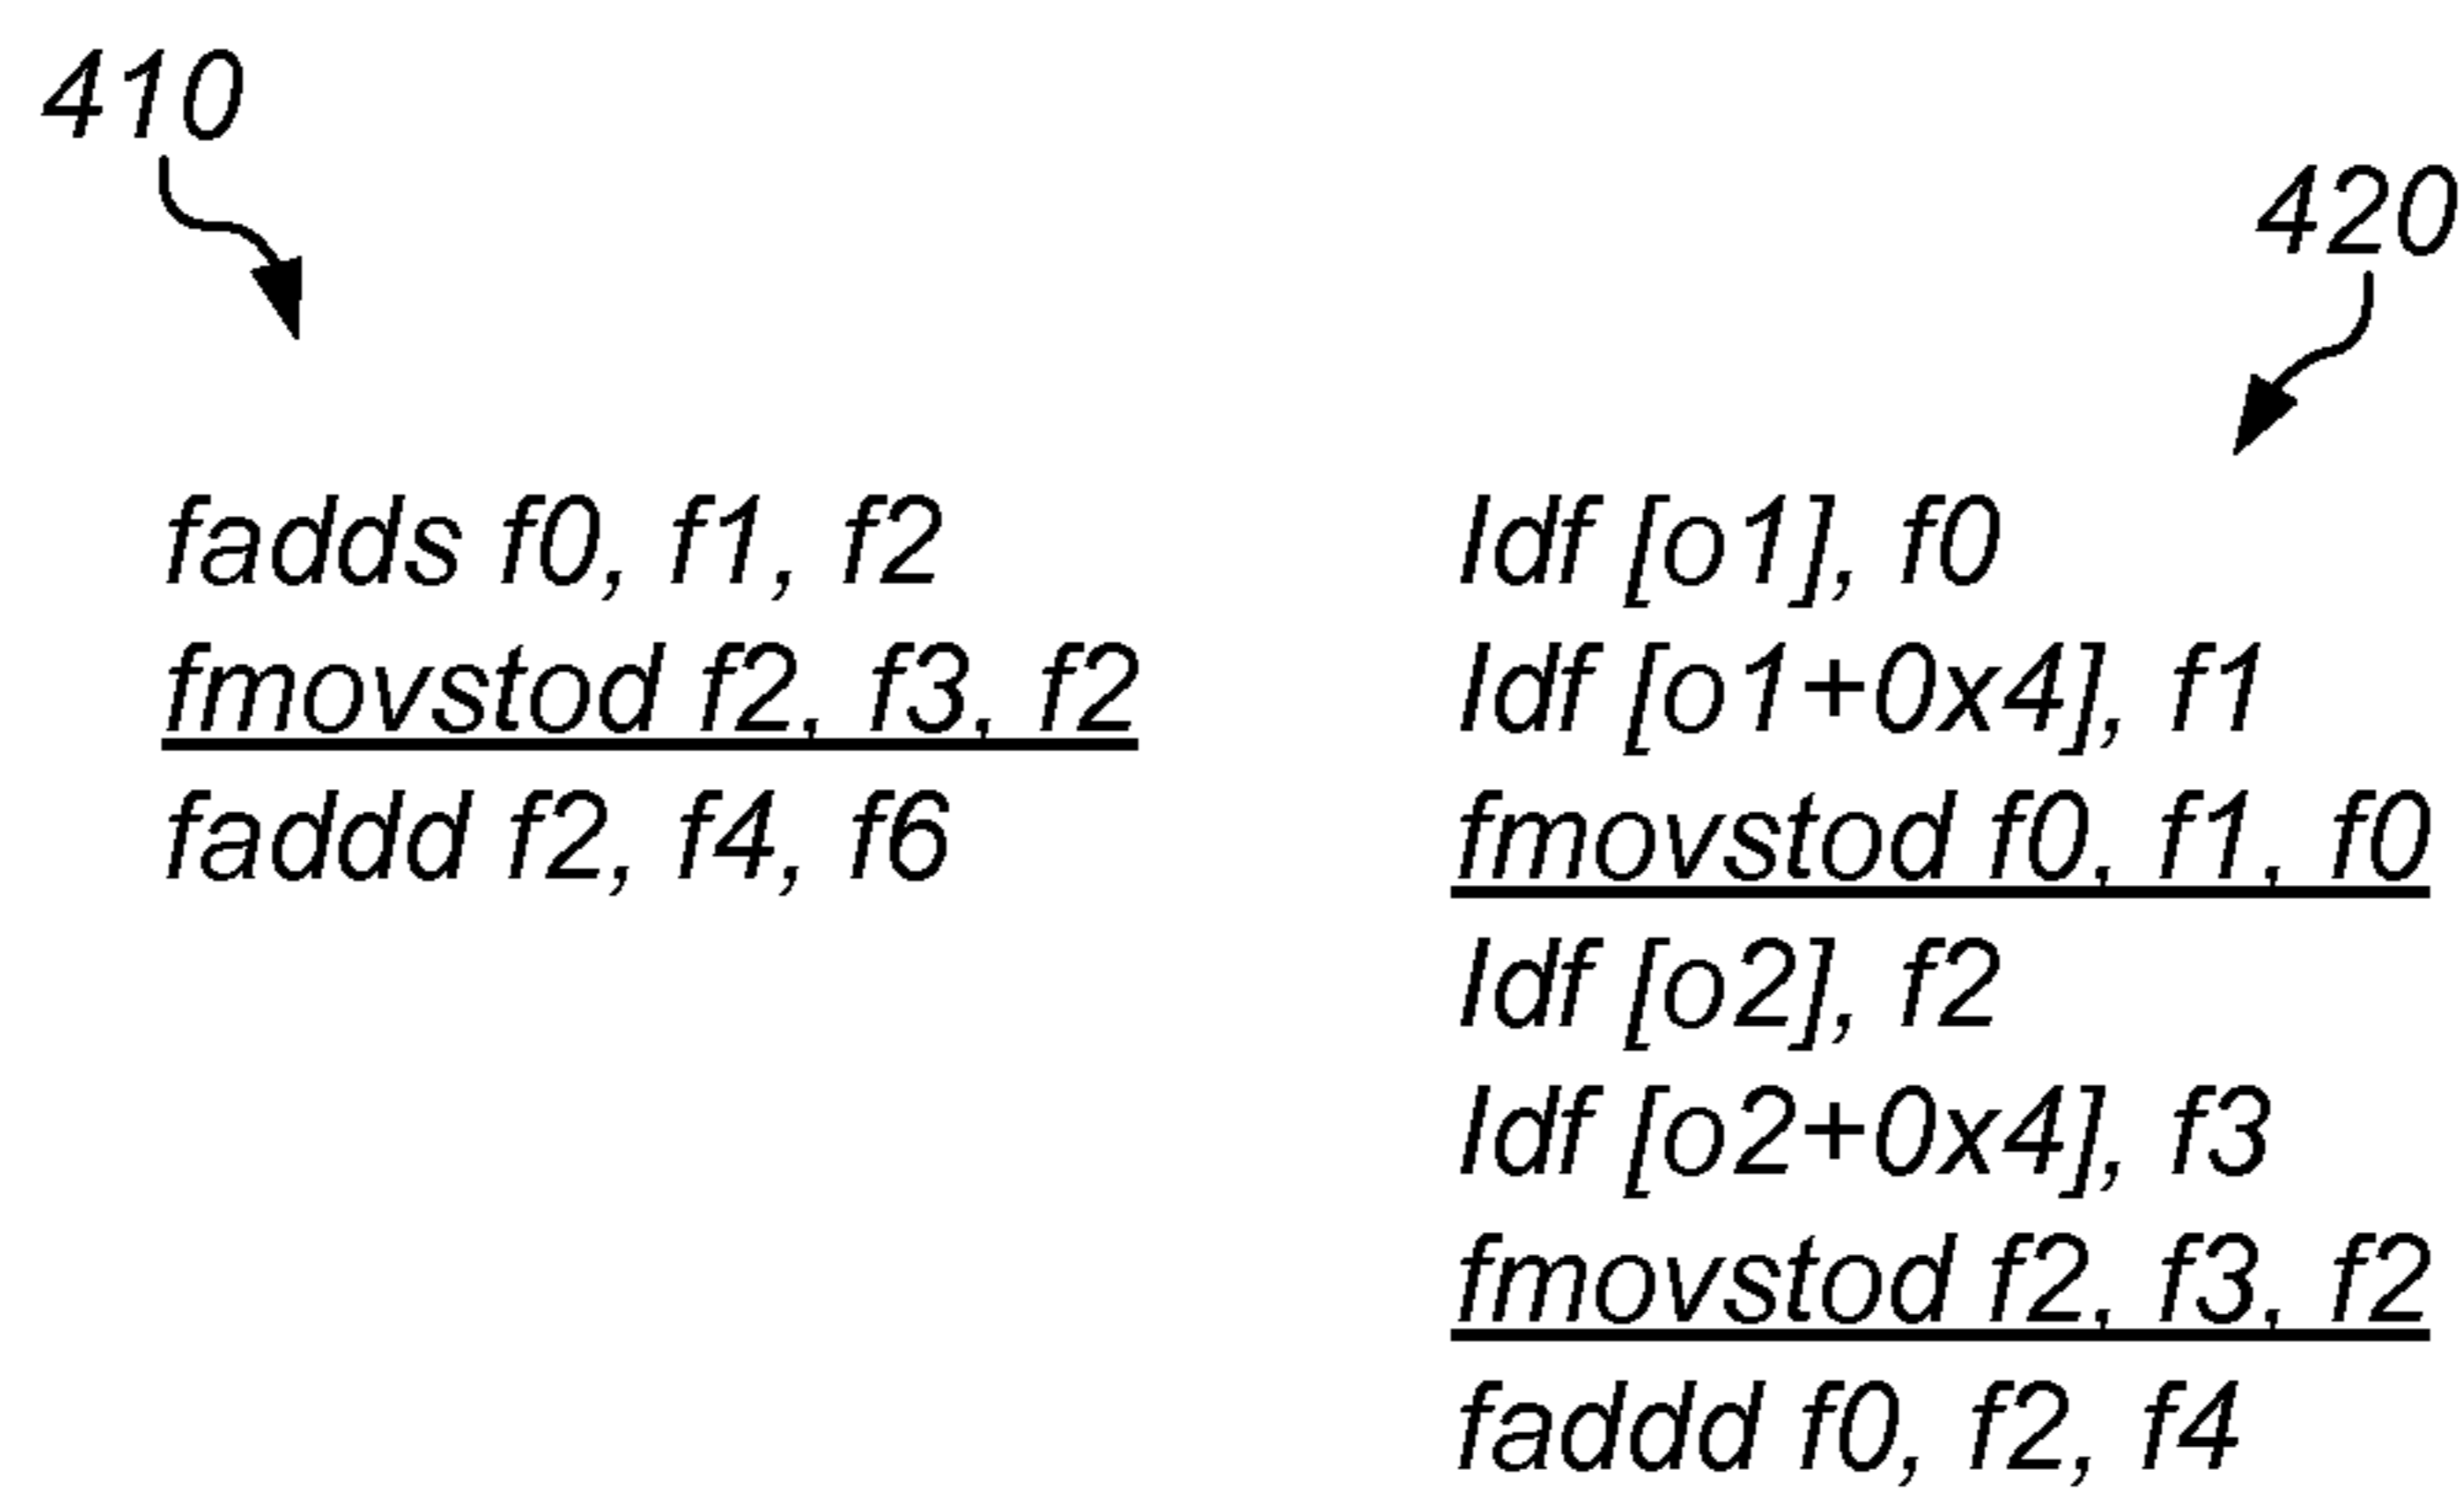 410
fadds f0, f1, f2
fmovstod f2, f3, f2
faddd f2, f4, f6
420
ldf [o1], f0
ldf [o1+0x4], f1
fmovstod f0, f1, f0
ldf [o2], f2
ldf [o2+0x4], f3
fmovstod f2, f3, f2
faddd f0, f2, f4